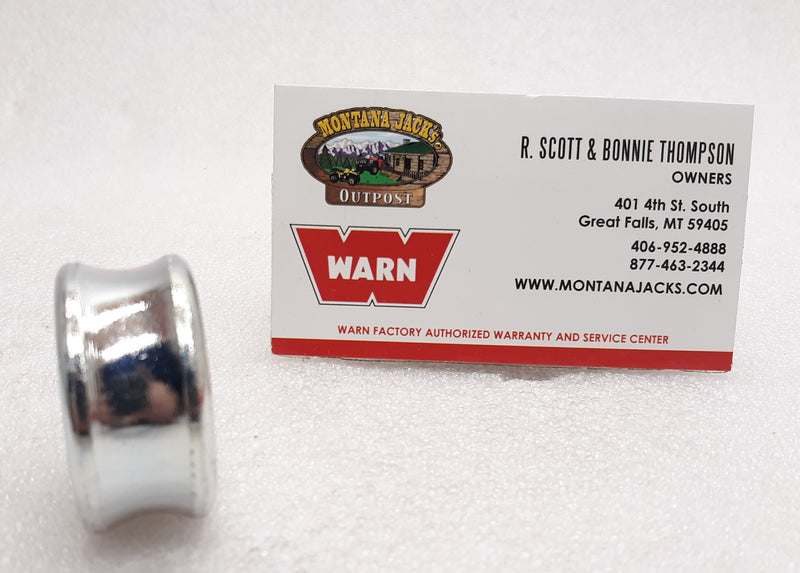 MONTANA JACK'S
OUTPOST
WARN
R. SCOTT & BONNIE THOMPSON
OWNERS
401 4th St. South
Great Falls, MT 59405
406-952-4888
877-463-2344
WWW.MONTANAJACKS.COM
WARN FACTORY AUTHORIZED WARRANTY AND SERVICE CENTER